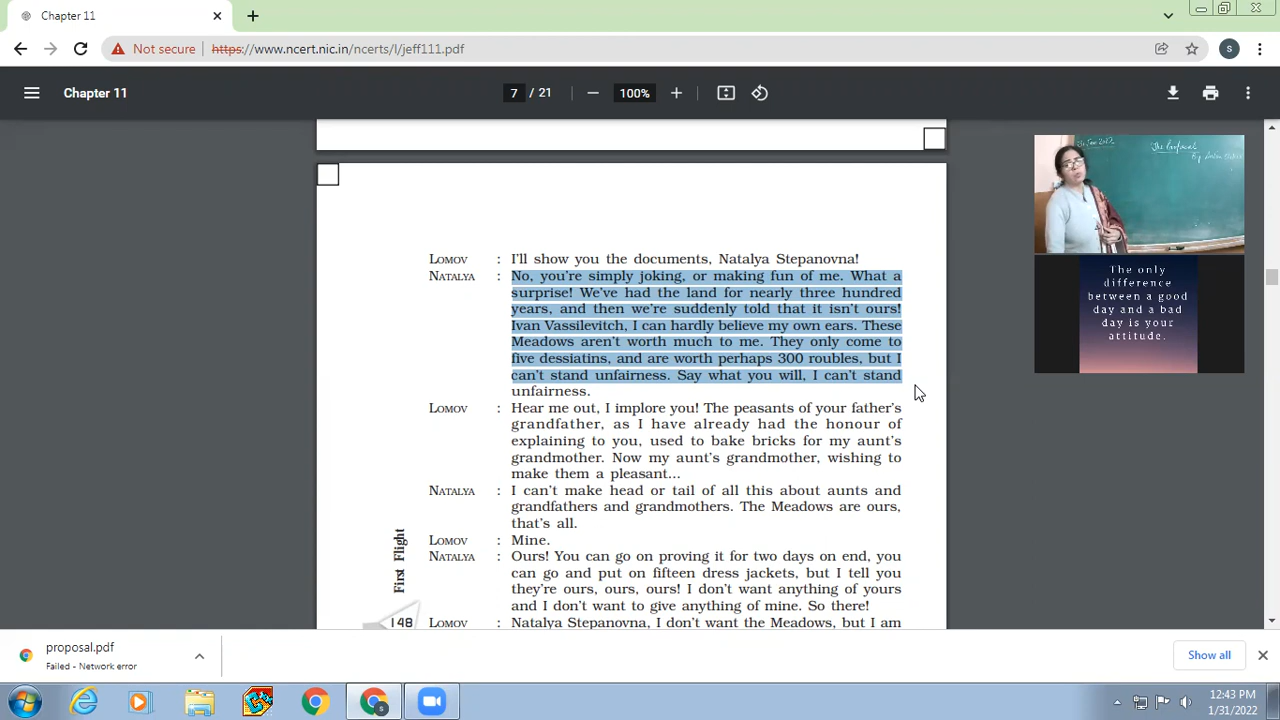 Chapter 11
Not secure
https://www.ncert.nic.in/ncerts/l/jeff111.pdf
S
Chapter 11
7 / 21
100%
LOMOV : I'll show you the documents, Natalya Stepanovna!
NATALYA : No, you're simply joking, or making fun of me. What a
surprise! We've had the land for nearly three hundred
years, and then we're suddenly told that it isn't ours!
Ivan Vassilevitch, I can hardly believe my own ears. These
Meadows aren't worth much to me. They only come to
five dessiatins, and are worth perhaps 300 roubles, but I
can't stand unfairness. Say what you will, I can't stand
unfairness.
LOMOV : Hear me out, I implore you! The peasants of your father's
grandfather, as I have already had the honour of
explaining to you, used to bake bricks for my aunt's
grandmother. Now my aunt's grandmother, wishing to
make them a pleasant...
NATALYA : I can't make head or tail of all this about aunts and
grandfathers and grandmothers. The Meadows are ours,
that's all.
LOMOV : Mine.
NATALYA : Ours! You can go on proving it for two days on end, you
can go and put on fifteen dress jackets, but I tell you
they're ours, ours, ours! I don't want anything of yours
and I don't want to give anything of mine. So there!
LOMOV : Natalya Stepanovna, I don't want the Meadows, but I am
First Flight
148
The Proposal
The only
difference
between a good
day and a bad
day is your
attitude.
proposal.pdf
Failed - Network error
Show all
S
12:43 PM
1/31/2022